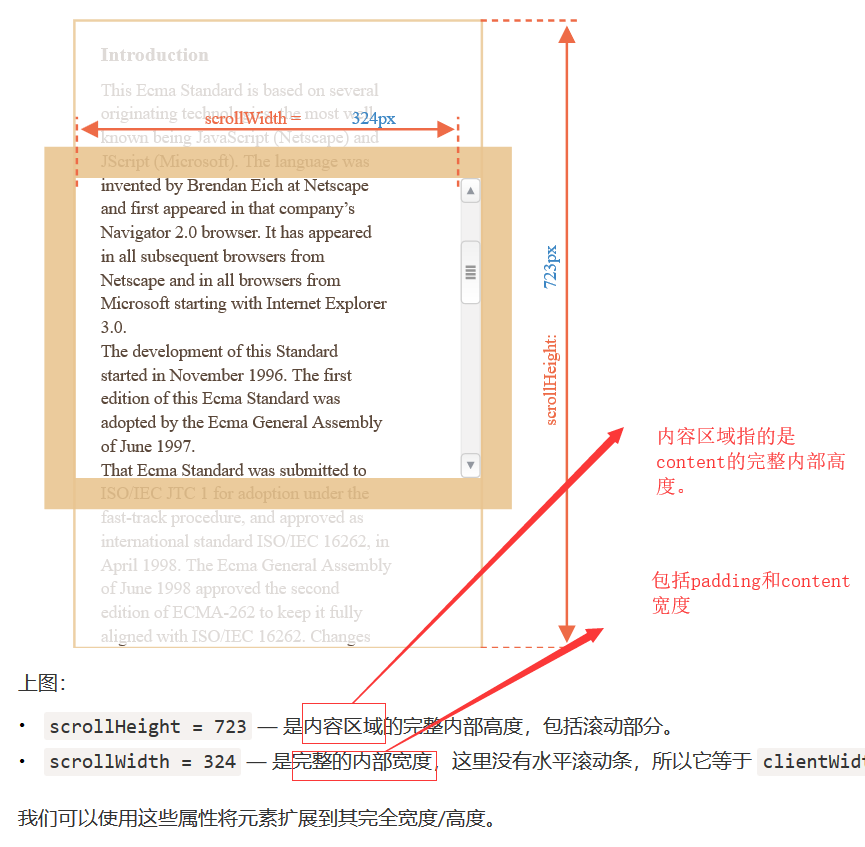 Introduction
This Ecma Standard is based on several
originating technologies, the most well
scrollWidth = 324px
known being JavaScript (Netscape) and
JScript (Microsoft). The language was
invented by Brendan Eich at Netscape
and first appeared in that company’s
Navigator 2.0 browser. It has appeared
in all subsequent browsers from
Netscape and in all browsers from
Microsoft starting with Internet Explorer
3.0.
The development of this Standard
started in November 1996. The first
edition of this Ecma Standard was
adopted by the Ecma General Assembly
of June 1997.
That Ecma Standard was submitted to
ISO/IEC JTC 1 for adoption under the
fast-track procedure, and approved as
international standard ISO/IEC 16262, in
April 1998. The Ecma General Assembly
of June 1998 approved the second
edition of ECMA-262 to keep it fully
aligned with ISO/IEC 16262. Changes
scrollHeight: 723px
内容区域指的是
content的完整内部高
度。
包括padding和content
宽度
上图：
• scrollHeight = 723 — 是内容区域的完整内部高度，包括滚动部分。
• scrollWidth = 324 — 是完整的内部宽度，这里没有水平滚动条，所以它等于
我们可以使用这些属性将元素扩展到其完全宽度/高度。